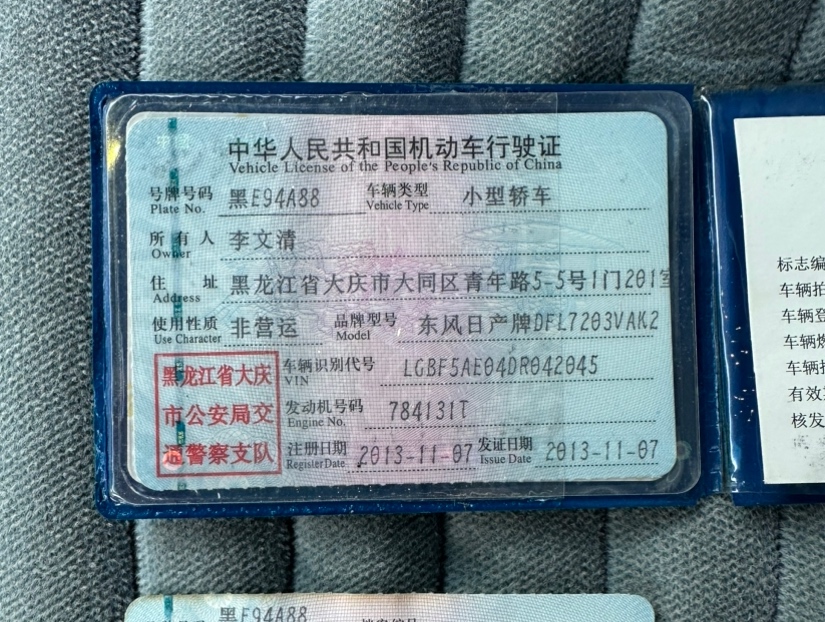 中华人民共和国机动车行驶证
Vehicle License of the People's Republic of China
号牌号码 黑E94A88 车辆类型 小型轿车
Plate No. Vehicle Type
所有人 李文清
Owner
住址 黑龙江省大庆市大同区青年路5-5号1门201室
Address
使用性质 非营运 品牌型号 东风日产牌DFL7203VAK2
Use Character Model
黑龙江省大庆
市公安局交
通警察支队
车辆识别代号 LGBF5AE04DR042045
VIN
发动机号码 784131T
Engine No.
注册日期 2013-11-07 发证日期 2013-11-07
Register Date Issue Date
标志编
车辆拍
车辆登
车辆燃
车辆
有效
核发
黑E94A88